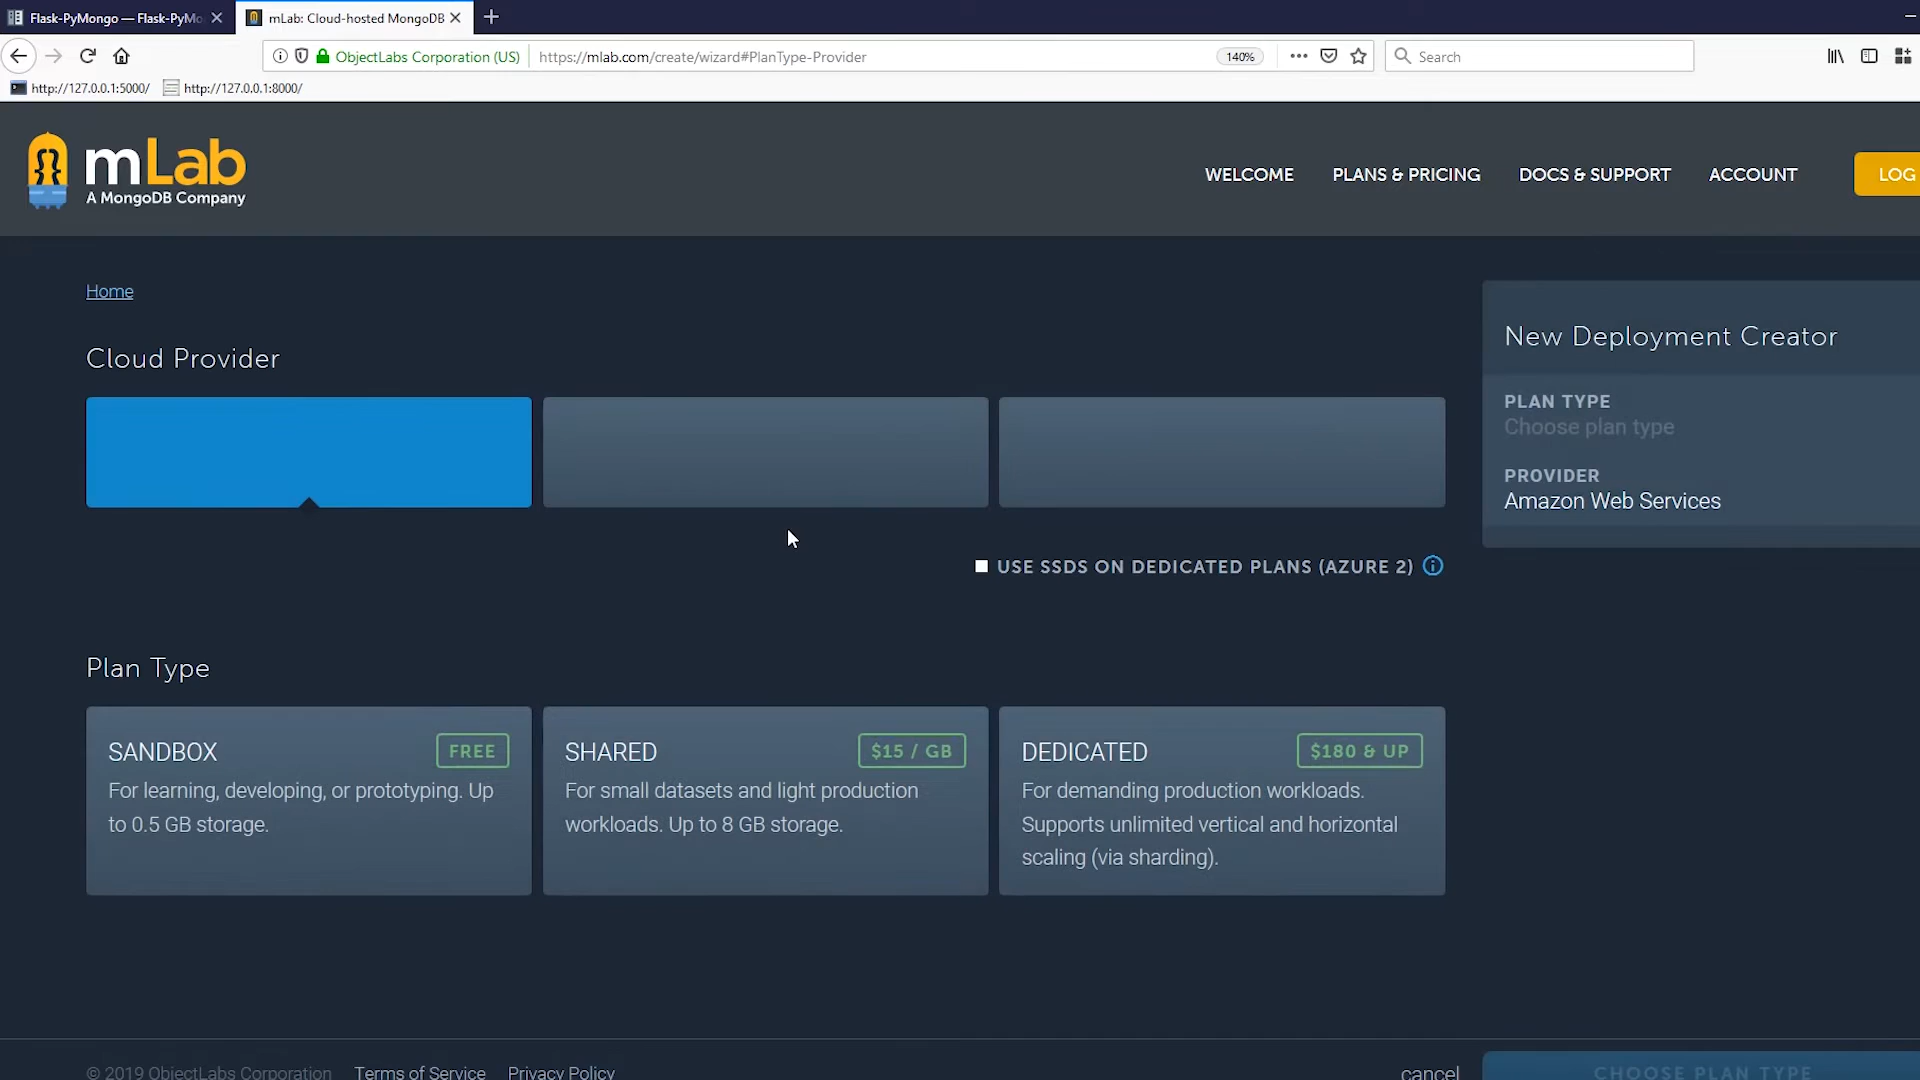 Flask-PyMongo — Flask-PyMo
mLab: Cloud-hosted MongoDB
ObjectLabs Corporation (US)
https://mlab.com/create/wizard#PlanType-Provider
140%
Search
http://127.0.0.1:5000/
http://127.0.0.1:8000/
mLab
A MongoDB Company
WELCOME
PLANS & PRICING
DOCS & SUPPORT
ACCOUNT
LOG
Home
Cloud Provider
USE SSDS ON DEDICATED PLANS (AZURE 2)
New Deployment Creator
PLAN TYPE
Choose plan type
PROVIDER
Amazon Web Services
Plan Type
SANDBOX
FREE
For learning, developing, or prototyping. Up
to 0.5 GB storage.
SHARED
$15 / GB
For small datasets and light production
workloads. Up to 8 GB storage.
DEDICATED
$180 & UP
For demanding production workloads.
Supports unlimited vertical and horizontal
scaling (via sharding).
© 2019 ObjectLabs Corporation
Terms of Service
Privacy Policy
cancel
CHOOSE PLAN TYPE